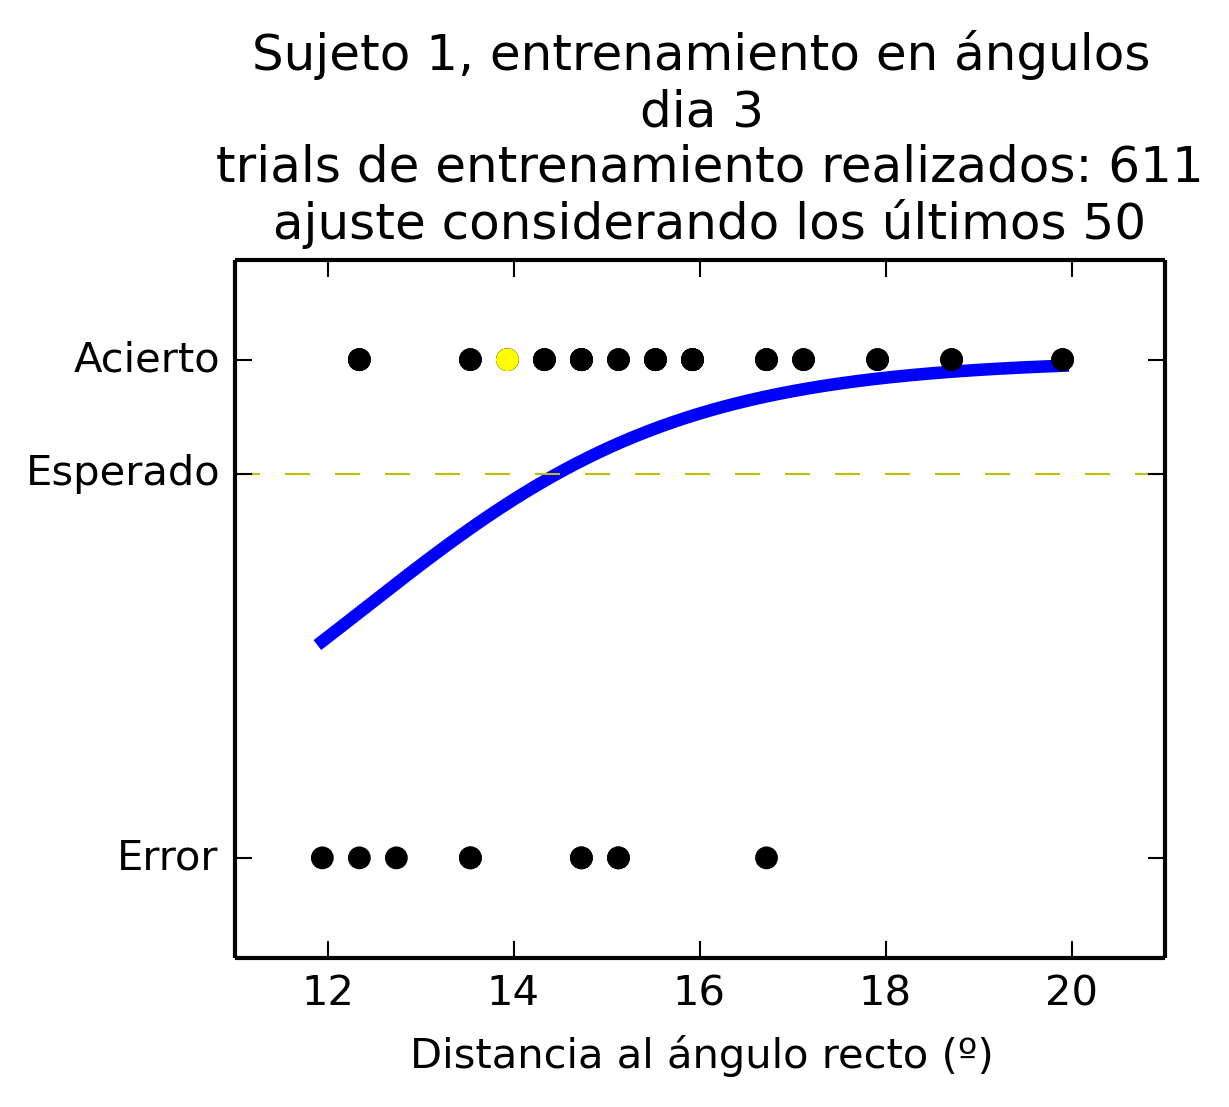 Sujeto 1, entrenamiento en ángulos
dia 3
trials de entrenamiento realizados: 611
ajuste considerando los últimos 50
Acierto
Esperado
Error
12 14 16 18 20
Distancia al ángulo recto (º)